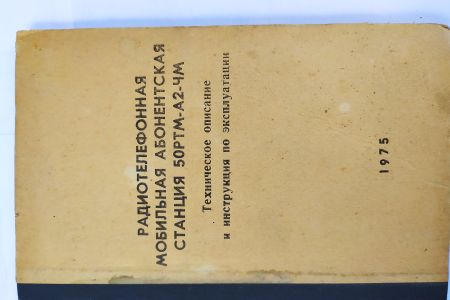 РАДИОТЕЛЕФОННАЯ
МОБИЛЬНАЯ АБОНЕНТСКАЯ
СТАНЦИЯ 50РТМ-А2-ЧМ
Техническое описание
и инструкция по эксплуатации
1975